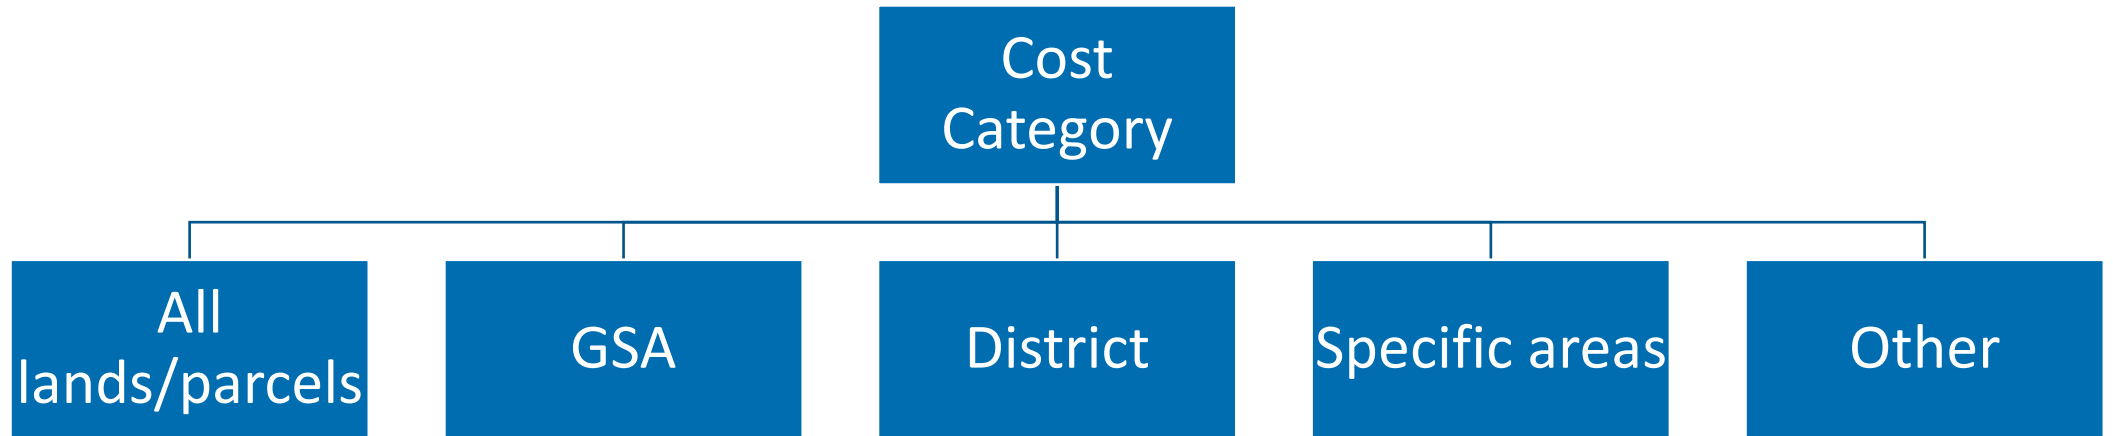 Cost
Category
All
lands/parcels
GSA
District
Specific areas
Other